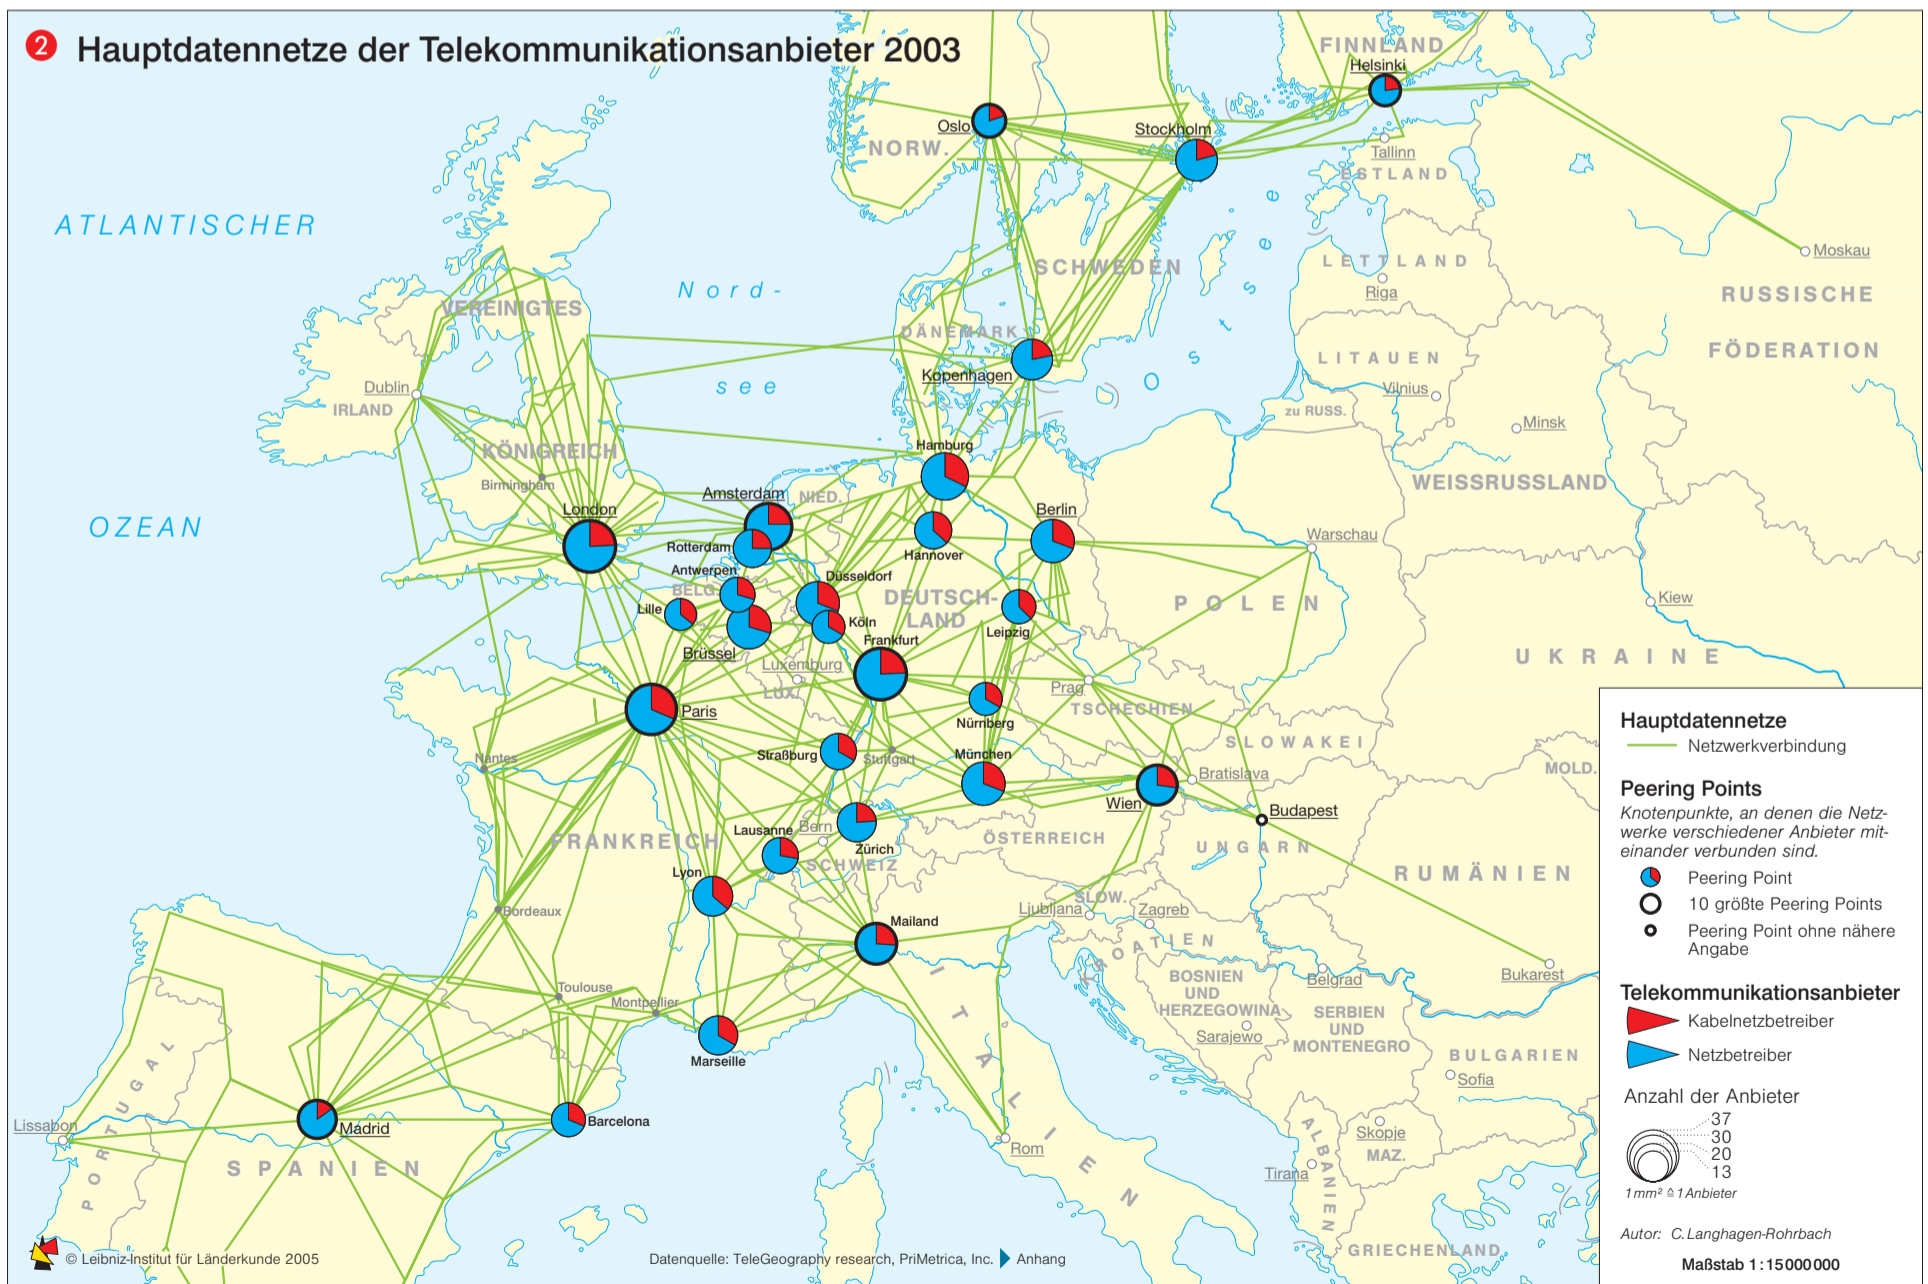 2 Hauptdatennetze der Telekommunikationsanbieter 2003
FINNLAND
Helsinki
Oslo
Stockholm
NORW.
Tallinn
ESTLAND
ATLANTISCHER
Moskau
SCHWEDEN
LETTLAND
Riga
Nord-
Ostsee
RUSSISCHE
VEREINIGTES
DÄNEMARK
FÖDERATION
LITAUEN
Kopenhagen
see
Dublin
Vilnius
IRLAND
zu RUSS.
Minsk
Hamburg
KÖNIGREICH
WEISSRUSSLAND
Birmingham
Amsterdam
NIED.
London
Berlin
OZEAN
Warschau
Rotterdam
Hannover
Antwerpen
Düsseldorf
BELG.
DEUTSCH-
LAND
POLEN
Kiew
Lille
Köln
Leipzig
Frankfurt
Brüssel
UKRAINE
Luxemburg
LUX.
Prag
Paris
Nürnberg
TSCHECHIEN
SLOWAKEI
Straßburg
Stuttgart
München
Nantes
MOLD.
Bratislava
Wien
Budapest
Lausanne
Bern
FRANKREICH
Zürich
ÖSTERREICH
UNGARN
SCHWEIZ
Lyon
RUMÄNIEN
SLOW.
Bordeaux
Ljubljana
Zagreb
Mailand
KROATIEN
BOSNIEN
UND
HERZEGOWINA
Belgrad
Bukarest
Toulouse
Montpellier
SERBIEN
UND
MONTENEGRO
Sarajewo
Marseille
BULGARIEN
Sofia
ITALIEN
PORTUGAL
Lissabon
Madrid
Barcelona
SPANIEN
Rom
Skopje
MAZ.
Tirana
ALBANIEN
GRIECHENLAND
Hauptdatennetze
Netzwerkverbindung
Peering Points
Knotenpunkte, an denen die Netz-
werke verschiedener Anbieter mit-
einander verbunden sind.
Peering Point
10 größte Peering Points
Peering Point ohne nähere
Angabe
Telekommunikationsanbieter
Kabelnetzbetreiber
Netzbetreiber
Anzahl der Anbieter
37
30
20
13
1 mm² ≙ 1 Anbieter
Autor: C. Langhagen-Rohrbach
Maßstab 1:15000000
© Leibniz-Institut für Länderkunde 2005
Datenquelle: TeleGeography research, PriMetrica, Inc. Anhang